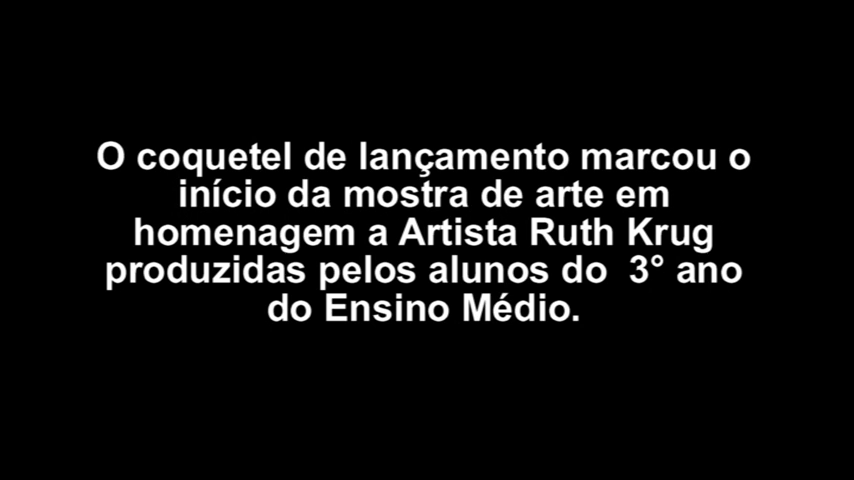 O coquetel de lançamento marcou o
início da mostra de arte em
homenagem a Artista Ruth Krug
produzidas pelos alunos do  3° ano
do Ensino Médio.